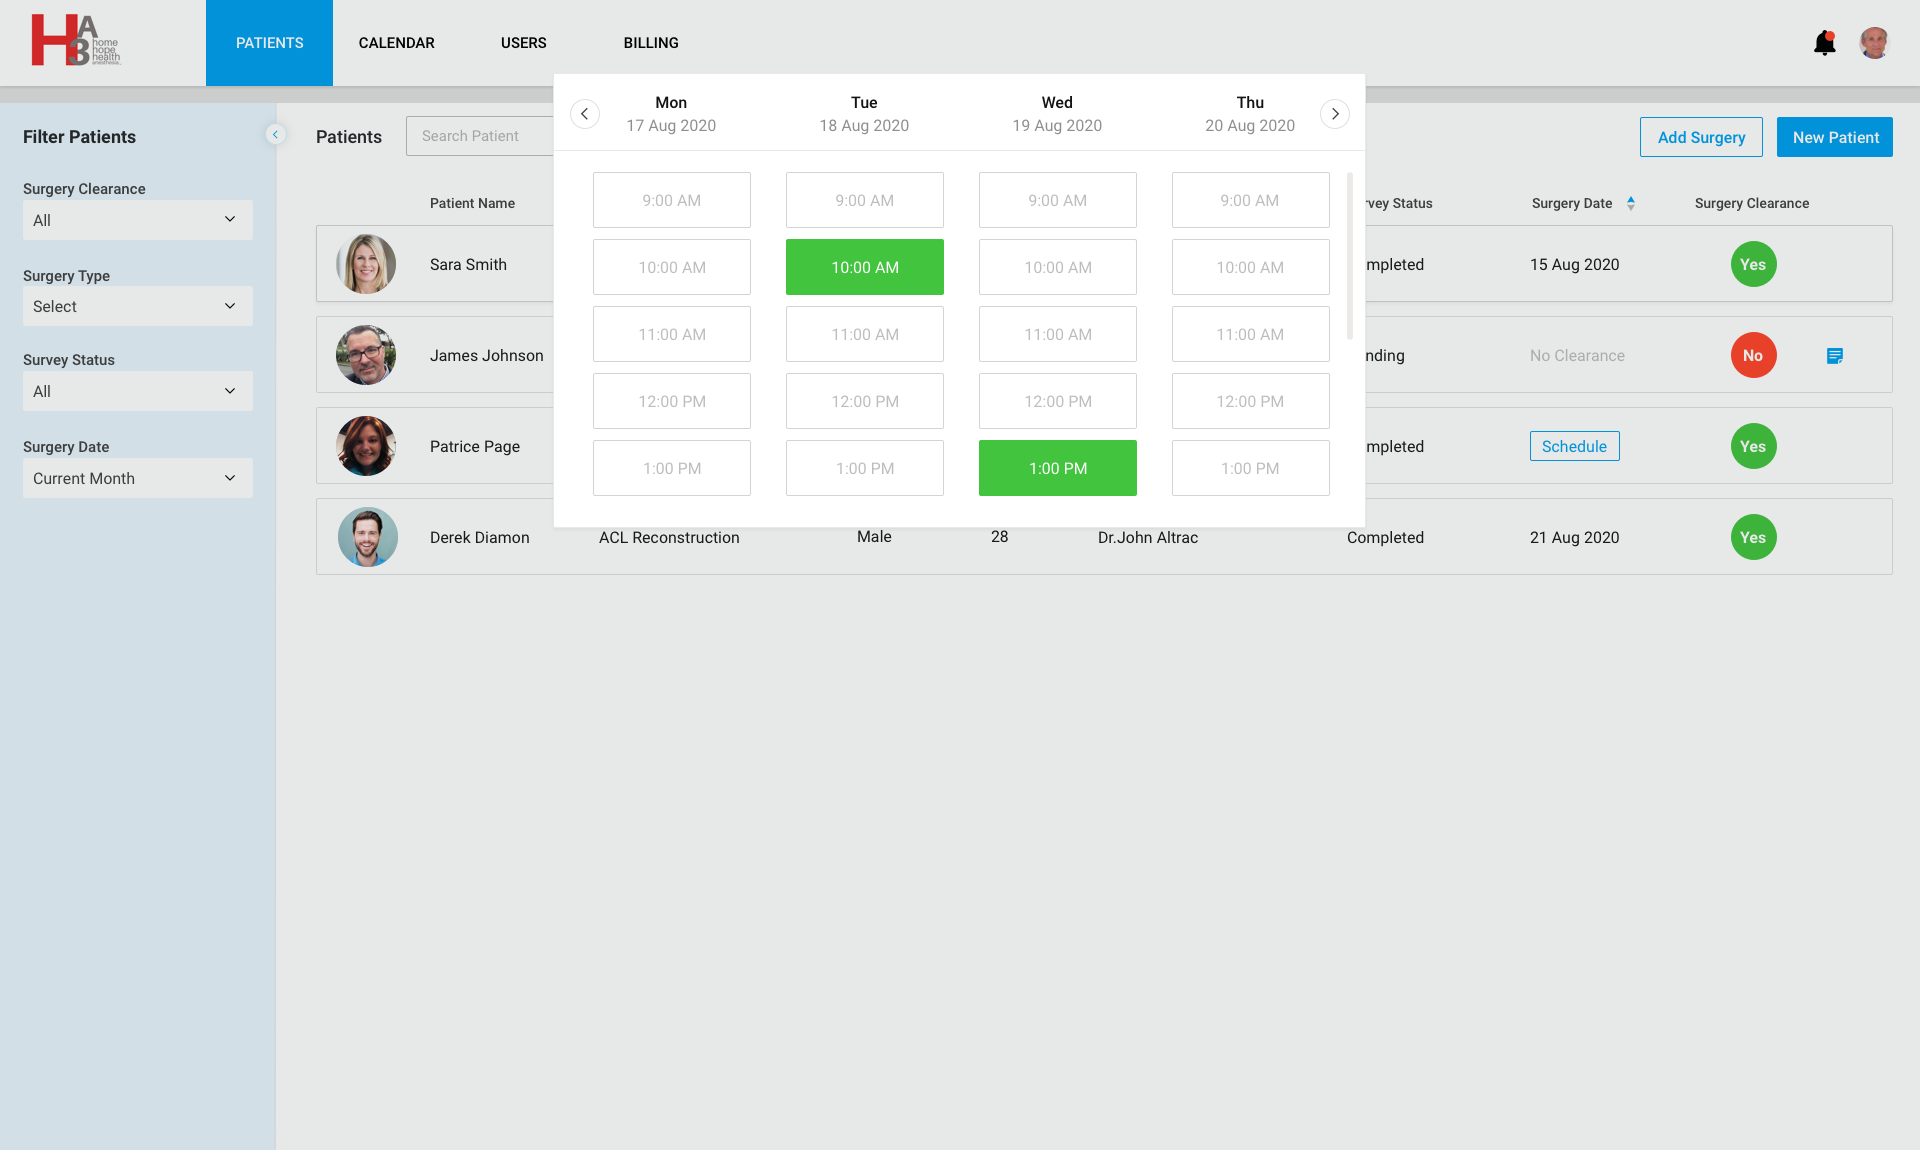 HA3 home hope health anesthesia
PATIENTS
CALENDAR
USERS
BILLING
Filter Patients
Surgery Clearance
All
Surgery Type
Select
Survey Status
All
Surgery Date
Current Month
Patients
Search Patient
Add Surgery
New Patient
Mon
17 Aug 2020
Tue
18 Aug 2020
Wed
19 Aug 2020
Thu
20 Aug 2020
9:00 AM 9:00 AM 9:00 AM 9:00 AM
10:00 AM 10:00 AM 10:00 AM 10:00 AM
11:00 AM 11:00 AM 11:00 AM 11:00 AM
12:00 PM 12:00 PM 12:00 PM 12:00 PM
1:00 PM 1:00 PM 1:00 PM 1:00 PM
Patient Name vey Status Surgery Date Surgery Clearance
Sara Smith mpleted 15 Aug 2020 Yes
James Johnson nding No Clearance No
Patrice Page mpleted Schedule Yes
Derek Diamon ACL Reconstruction Male 28 Dr.John Altrac Completed 21 Aug 2020 Yes